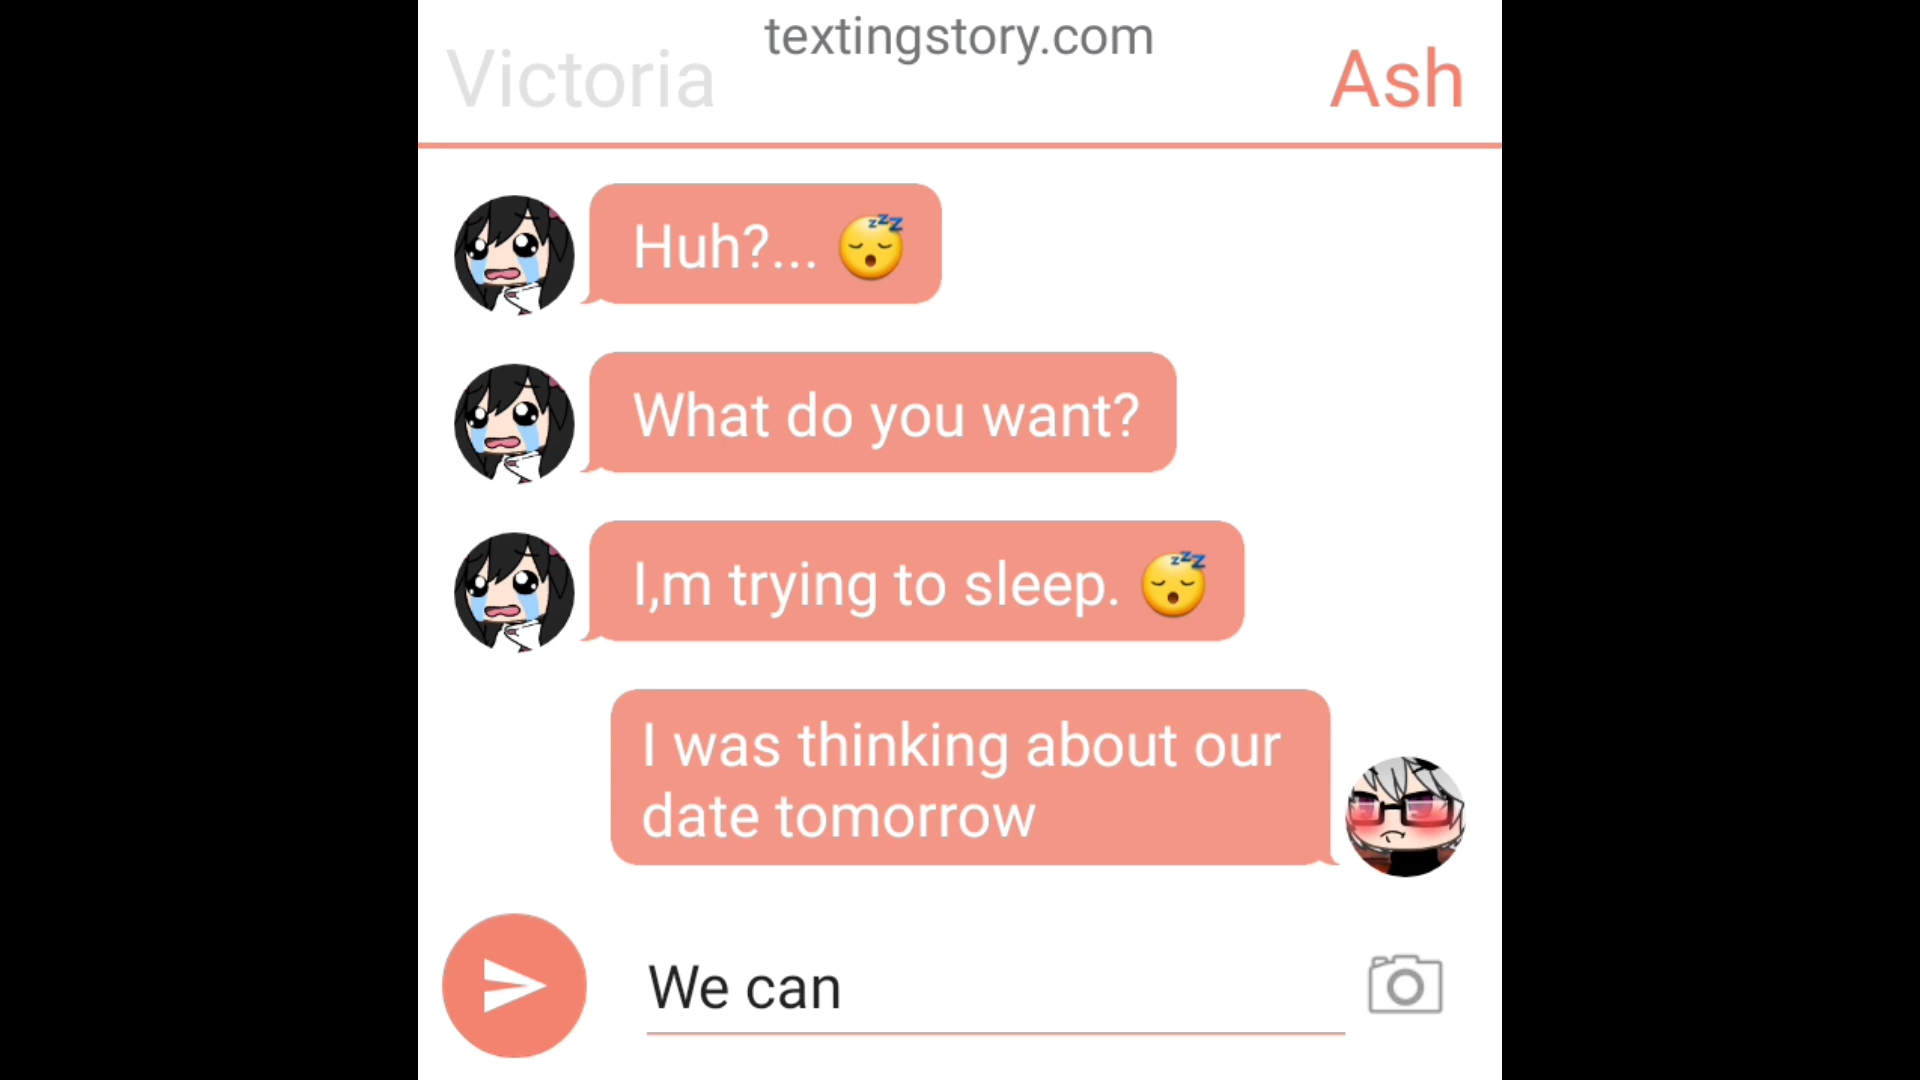 textingstory.com
Victoria
Ash
Huh?... 😴
What do you want?
I,m trying to sleep. 😴
I was thinking about our
date tomorrow
We can